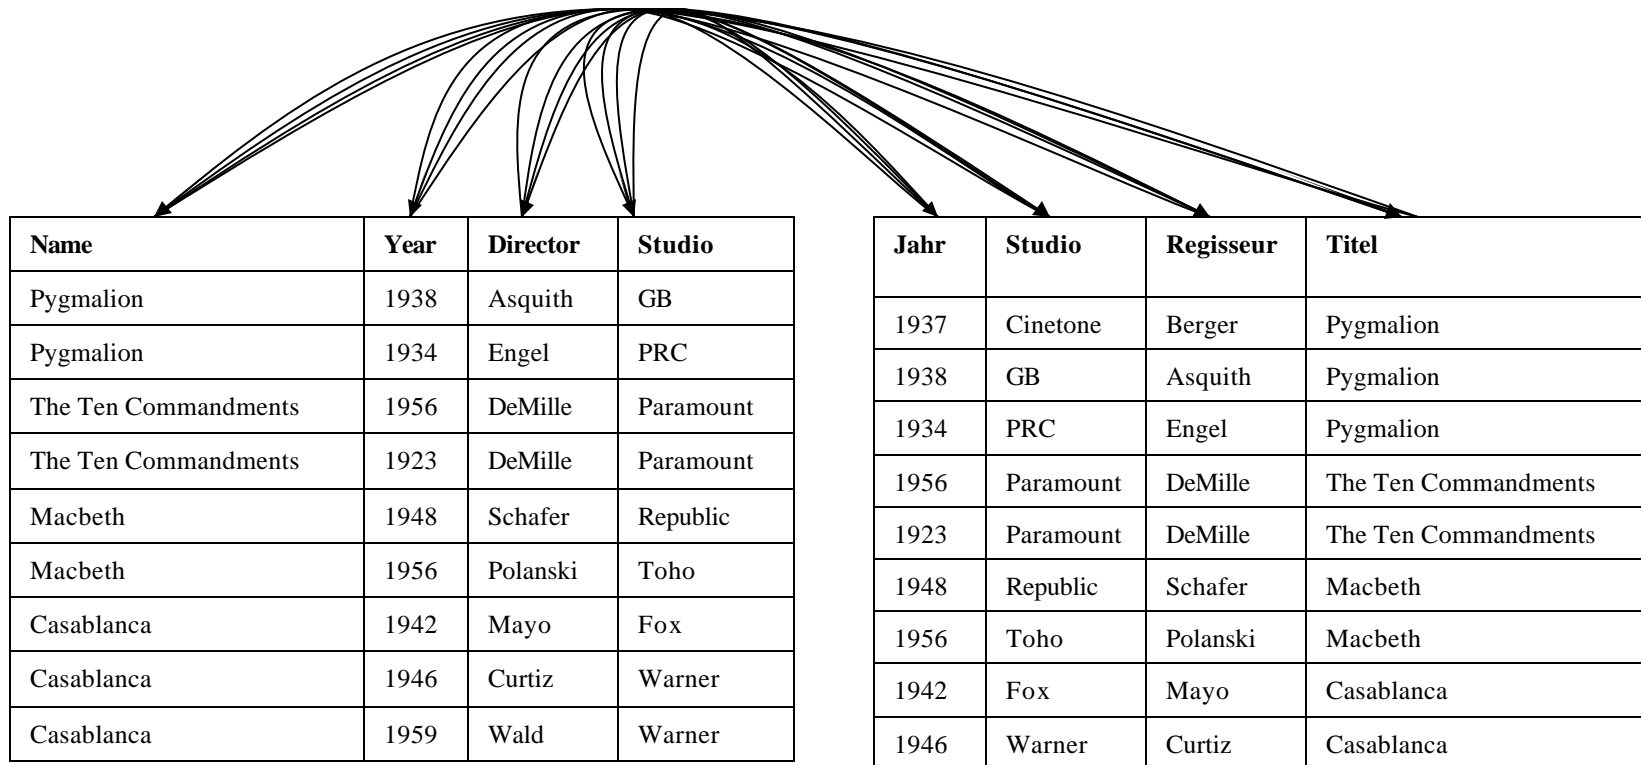 Name Year Director Studio
Pygmalion 1938 Asquith GB
Pygmalion 1934 Engel PRC
The Ten Commandments 1956 DeMille Paramount
The Ten Commandments 1923 DeMille Paramount
Macbeth 1948 Schafer Republic
Macbeth 1956 Polanski Toho
Casablanca 1942 Mayo Fox
Casablanca 1946 Curtiz Warner
Casablanca 1959 Wald Warner
Jahr Studio Regisseur Titel
1937 Cinetone Berger Pygmalion
1938 GB Asquith Pygmalion
1934 PRC Engel Pygmalion
1956 Paramount DeMille The Ten Commandments
1923 Paramount DeMille The Ten Commandments
1948 Republic Schafer Macbeth
1956 Toho Polanski Macbeth
1942 Fox Mayo Casablanca
1946 Warner Curtiz Casablanca